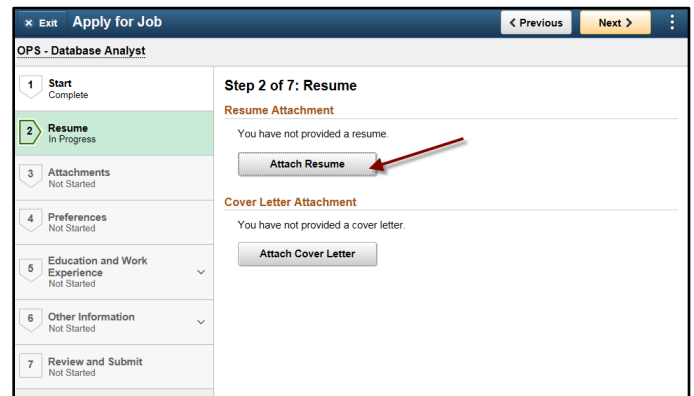 × Exit Apply for Job
< Previous
Next >
OPS - Database Analyst
1 Start
Complete
2 Resume
In Progress
3 Attachments
Not Started
4 Preferences
Not Started
5 Education and Work
Experience
Not Started
6 Other Information
Not Started
7 Review and Submit
Not Started
Step 2 of 7: Resume
Resume Attachment
You have not provided a resume.
Attach Resume
Cover Letter Attachment
You have not provided a cover letter.
Attach Cover Letter